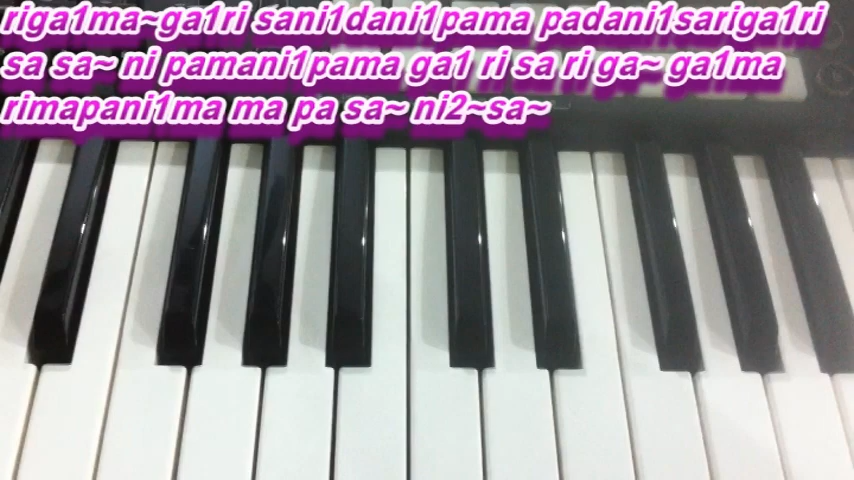 riga1ma~ga1ri sani1dani1pama padani1sariga1ri
sa sa~ ni pamani1pama ga1 ri sa ri ga~ ga1ma
rimapani1ma ma pa sa~ ni2~sa~